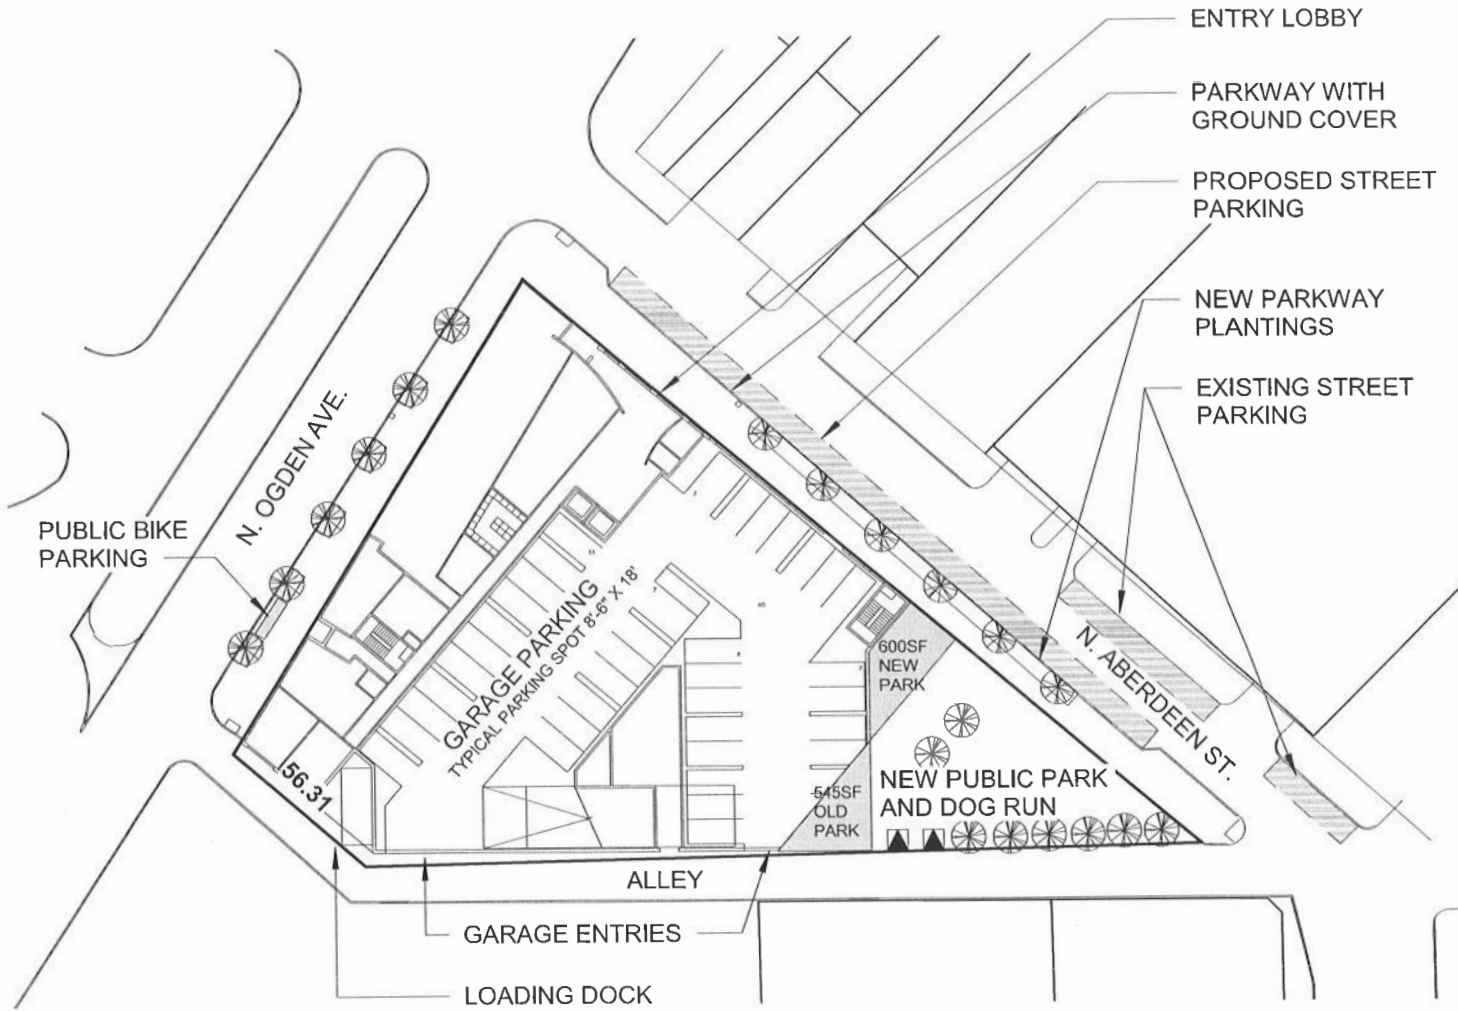 ENTRY LOBBY
PARKWAY WITH
GROUND COVER
PROPOSED STREET
PARKING
NEW PARKWAY
PLANTINGS
EXISTING STREET
PARKING
N. OGDEN AVE.
PUBLIC BIKE
PARKING
GARAGE PARKING
TYPICAL PARKING SPOT 8'-6" X 18'
600SF
NEW
PARK
N. ABERDEEN ST.
56.31
545SF
OLD
PARK
NEW PUBLIC PARK
AND DOG RUN
ALLEY
GARAGE ENTRIES
LOADING DOCK